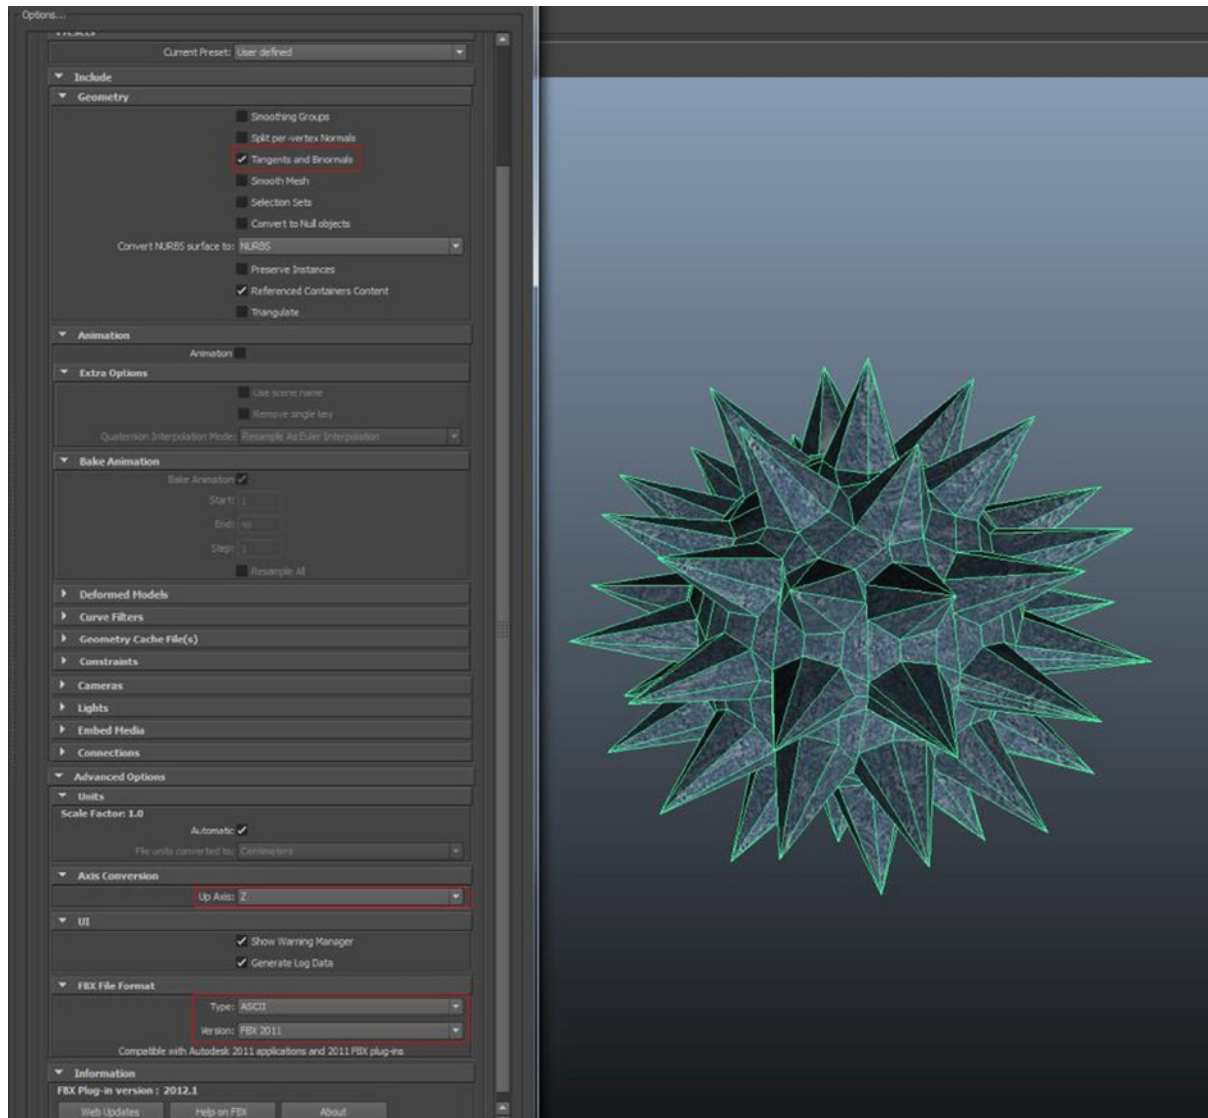 Options...
Presets
Current Preset: User defined
Include
Geometry
Smoothing Groups
Split per-vertex Normals
Tangents and Binormals
Smooth Mesh
Selection Sets
Convert to Null objects
Convert NURBS surface to: NURBS
Preserve Instances
Referenced Containers Content
Triangulate
Animation
Animation
Extra Options
Use scene name
Remove single key
Quaternion Interpolation Mode: Resample As Euler Interpolation
Bake Animation
Bake Animation
Start: 1
End:
Step: 1
Resample All
Deformed Models
Curve Filters
Geometry Cache File(s)
Constraints
Cameras
Lights
Embed Media
Connections
Advanced Options
Units
Scale Factor: 1.0
Automatic
File units converted to: Centimeters
Axis Conversion
Up Axis: Z
UI
Show Warning Manager
Generate Log Data
FBX File Format
Type: ASCII
Version: FBX 2011
Compatible with Autodesk 2011 applications and 2011 FBX plug-ins
Information
FBX Plug-in version : 2012.1
Web Updates Help on FBX About